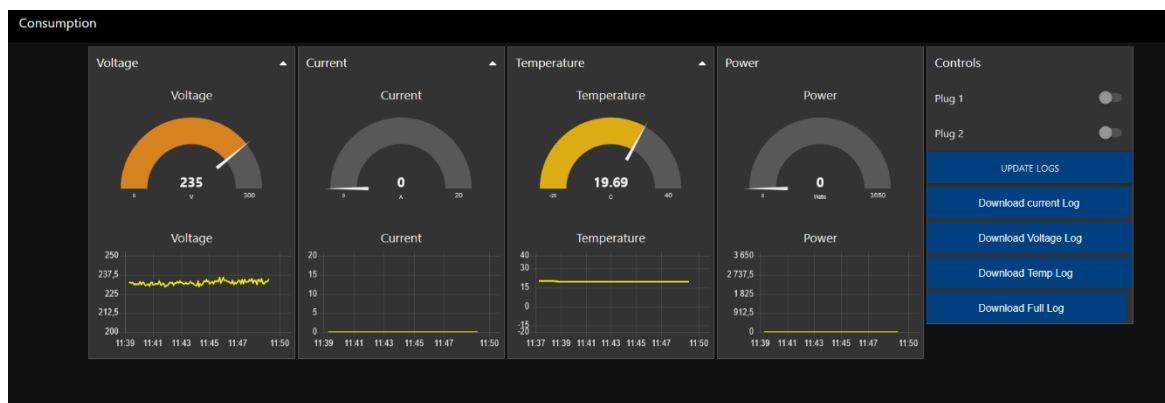 Consumption
Voltage
Voltage
235
0
V
300
Voltage
250
237,5
225
212,5
200
11:39 11:41 11:43 11:45 11:47 11:50
Current
Current
0
0
A
20
Current
20
15
10
5
0
11:39 11:41 11:43 11:45 11:47 11:50
Temperature
Temperature
19.69
-20
C
40
Temperature
40
30
15
0
-15
-20
11:37 11:39 11:41 11:43 11:45 11:47 11:50
Power
Power
0
0
Watts
3650
Power
3 650
2 737,5
1 825
912,5
0
11:39 11:41 11:43 11:45 11:47 11:50
Controls
Plug 1
Plug 2
UPDATE LOGS
Download current Log
Download Voltage Log
Download Temp Log
Download Full Log